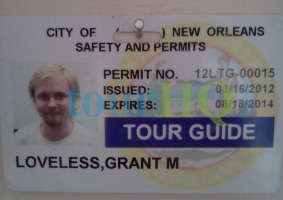 CITY OF ( ) NEW ORLEANS
SAFETY AND PERMITS
PERMIT NO. 12LTG-00015
ISSUED: 03/16/2012
EXPIRES: 08/18/2014
TOUR GUIDE
LOVELESS,GRANT M